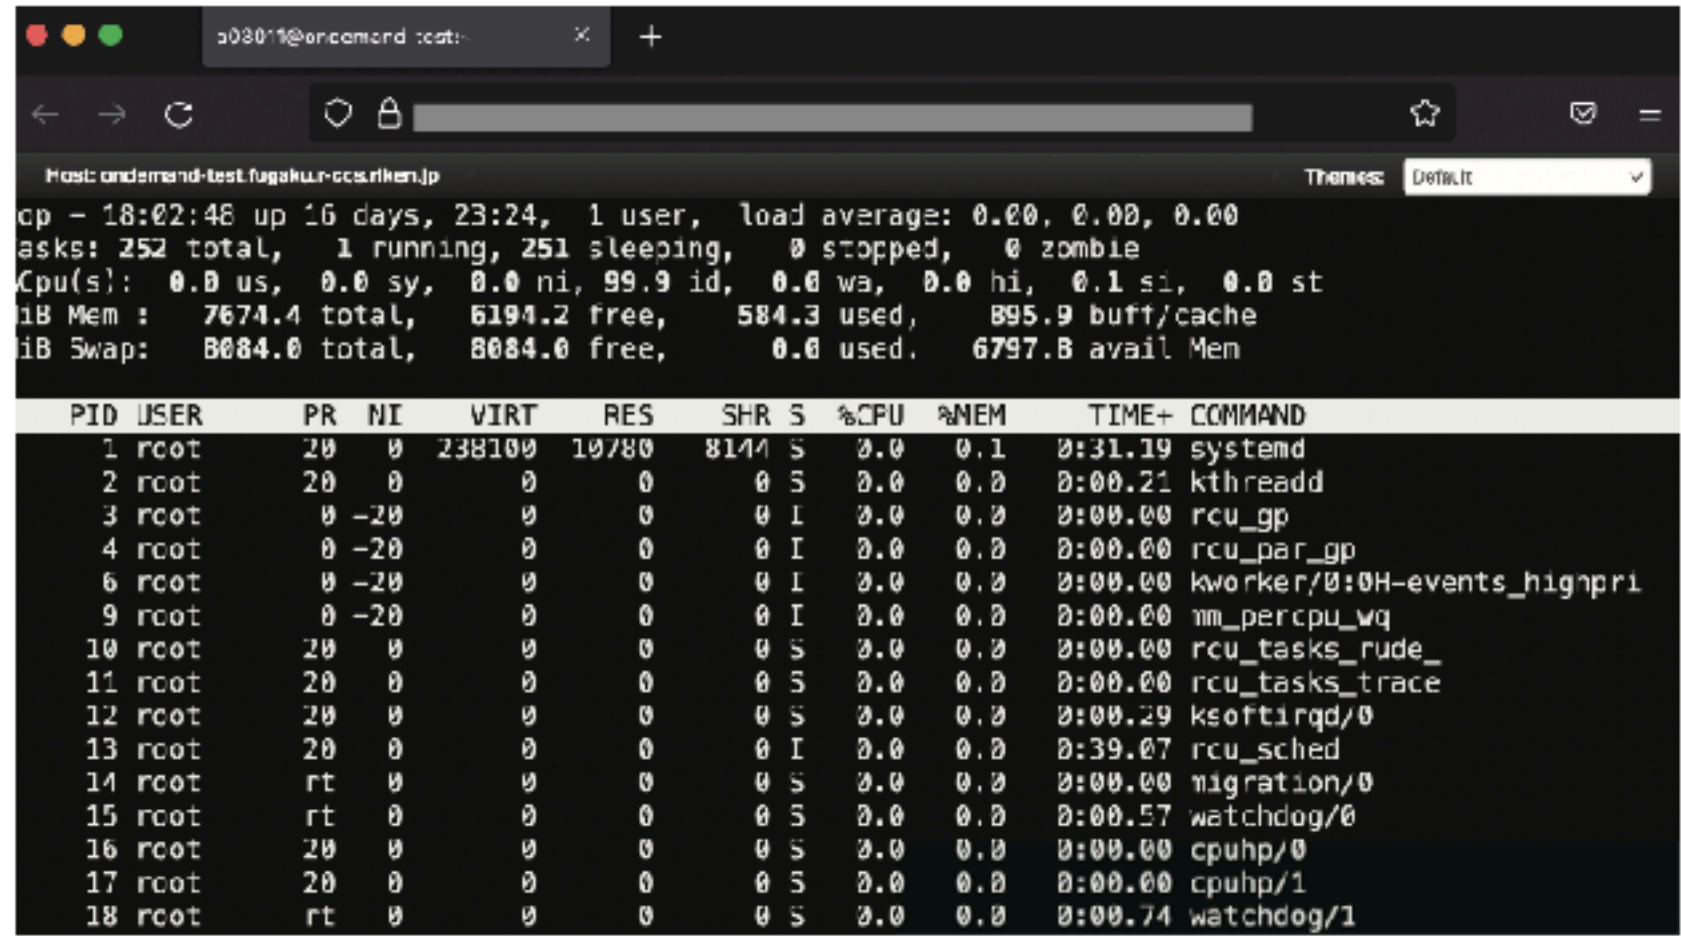 Host: ondemand-test.fugaku.r-ccs.riken.jp
Themes: Default
op - 18:02:48 up 16 days, 23:24, 1 user, load average: 0.00, 0.00, 0.00
asks: 252 total, 1 running, 251 sleeping, 0 stopped, 0 zombie
Cpu(s): 0.0 us, 0.0 sy, 0.0 ni, 99.9 id, 0.0 wa, 0.0 hi, 0.1 si, 0.0 st
iB Mem : 7674.4 total, 6194.2 free, 584.3 used, 895.9 buff/cache
iB Swap: 8084.0 total, 8084.0 free, 0.0 used. 6797.8 avail Mem
PID USER PR NI VIRT RES SHR S %CPU %MEM TIME+ COMMAND
1 root 20 0 238100 10780 8144 S 0.0 0.1 0:31.19 systemd
2 root 20 0 0 0 0 S 0.0 0.0 0:00.21 kthreadd
3 root 0 -20 0 0 0 I 0.0 0.0 0:00.00 rcu_gp
4 root 0 -20 0 0 0 I 0.0 0.0 0:00.00 rcu_par_gp
6 root 0 -20 0 0 0 I 0.0 0.0 0:00.00 kworker/0:0H-events_highpri
9 root 0 -20 0 0 0 I 0.0 0.0 0:00.00 mm_percpu_wq
10 root 20 0 0 0 0 S 0.0 0.0 0:00.00 rcu_tasks_rude_
11 root 20 0 0 0 0 S 0.0 0.0 0:00.00 rcu_tasks_trace
12 root 20 0 0 0 0 S 0.0 0.0 0:00.29 ksoftirqd/0
13 root 20 0 0 0 0 I 0.0 0.0 0:39.07 rcu_sched
14 root rt 0 0 0 0 S 0.0 0.0 0:00.00 migration/0
15 root rt 0 0 0 0 S 0.0 0.0 0:00.57 watchdog/0
16 root 20 0 0 0 0 S 0.0 0.0 0:00.00 cpuhp/0
17 root 20 0 0 0 0 S 0.0 0.0 0:00.00 cpuhp/1
18 root rt 0 0 0 0 S 0.0 0.0 0:00.74 watchdog/1